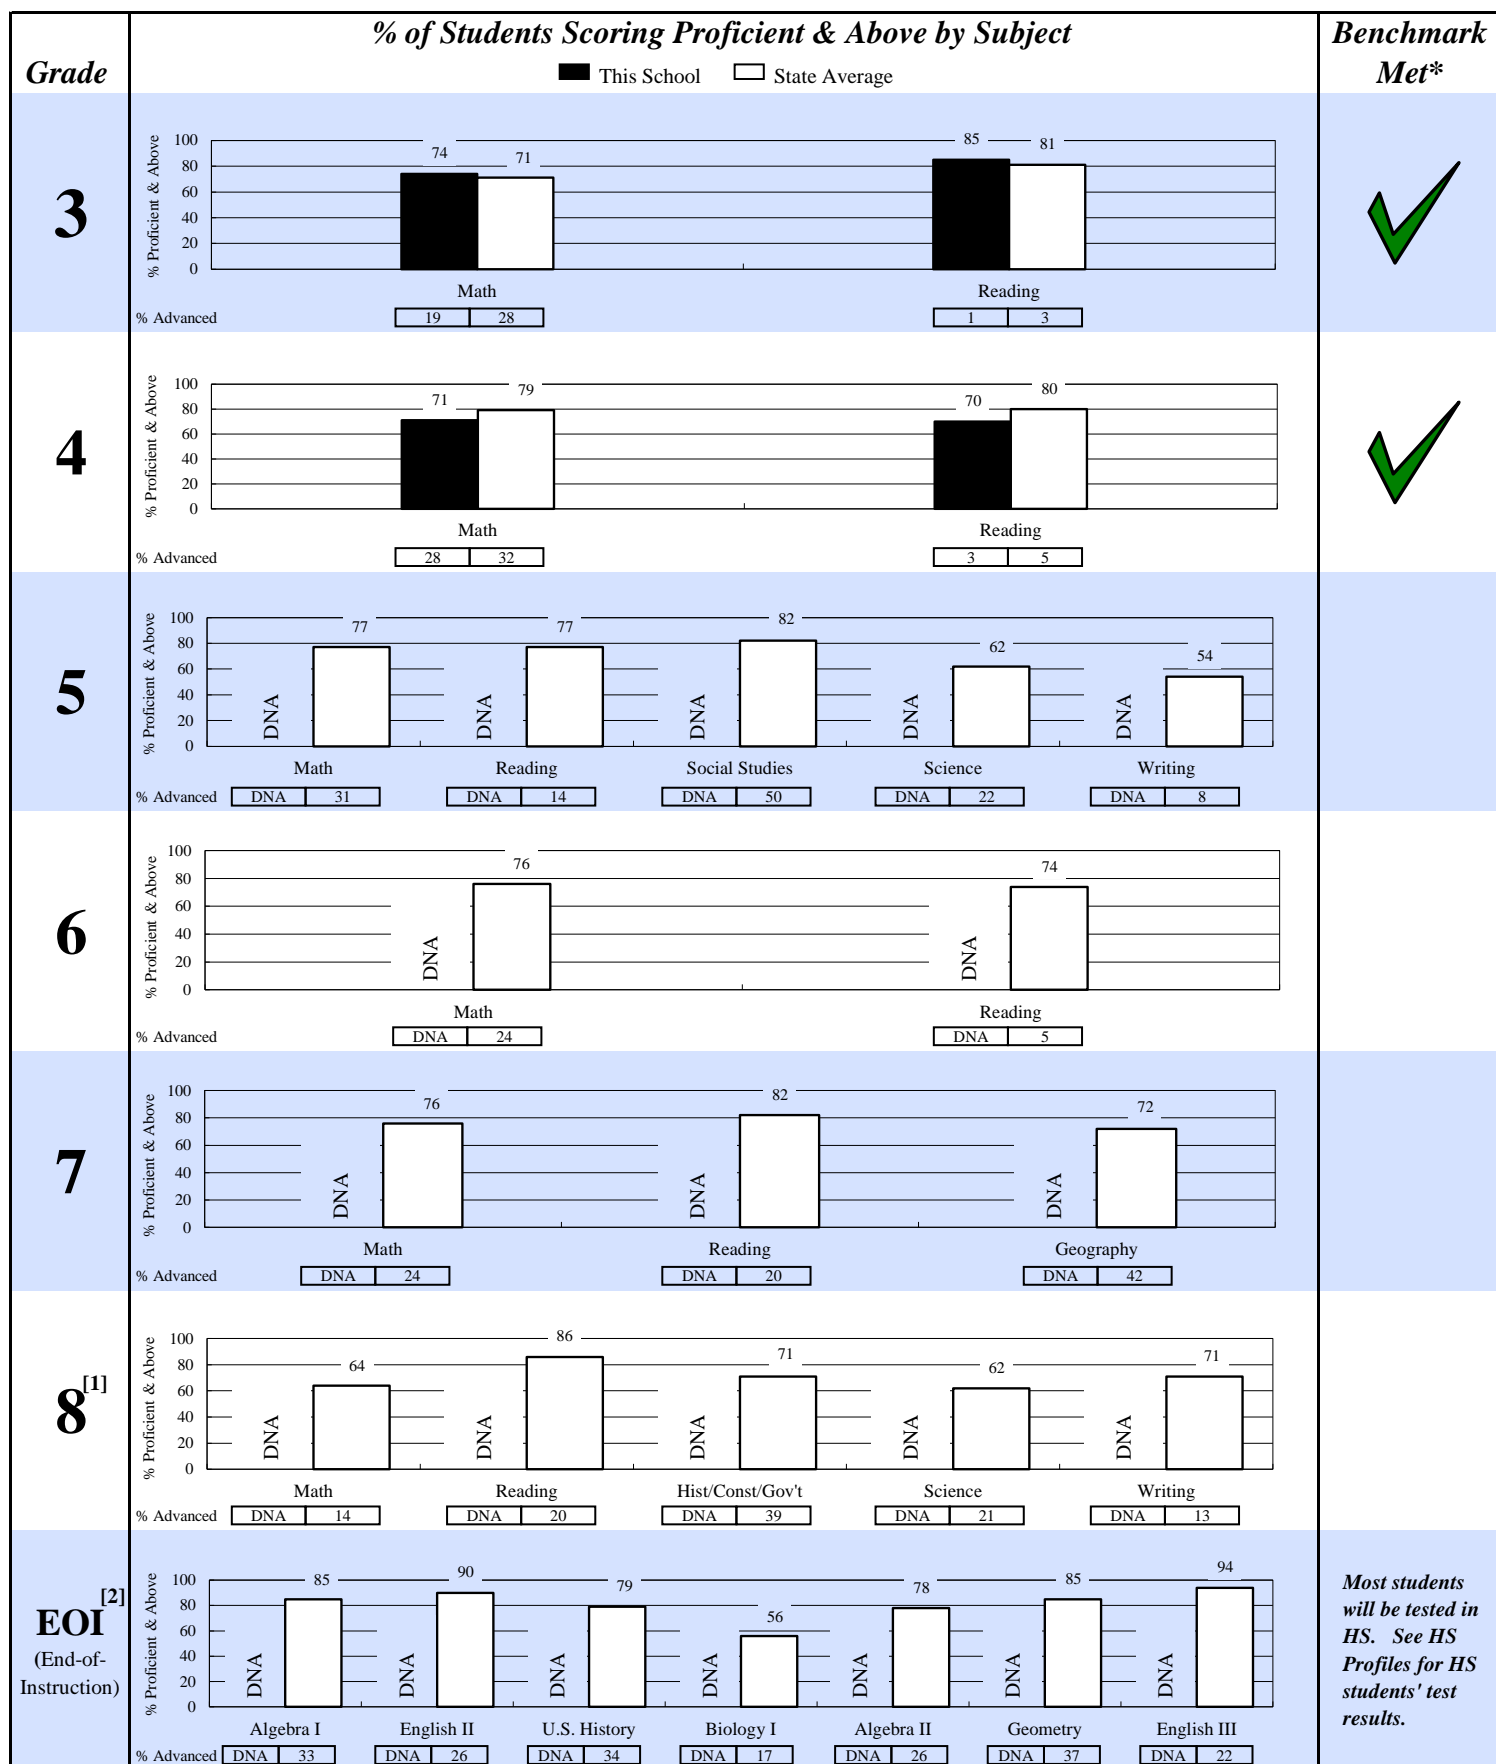 % of Students Scoring Proficient & Above by Subject
Benchmark
Met*
Grade
This School State Average
3
% Proficient & Above
100
80
60
40
20
0
74 71 85 81
Math Reading
% Advanced 19 28 1 3
4
% Proficient & Above
100
80
60
40
20
0
71 79 70 80
Math Reading
% Advanced 28 32 3 5
5
% Proficient & Above
100
80
60
40
20
0
DNA 77 DNA 77 DNA 82 DNA 62 DNA 54
Math Reading Social Studies Science Writing
% Advanced DNA 31 DNA 14 DNA 50 DNA 22 DNA 8
6
% Proficient & Above
100
80
60
40
20
0
DNA 76 DNA 74
Math Reading
% Advanced DNA 24 DNA 5
7
% Proficient & Above
100
80
60
40
20
0
DNA 76 DNA 82 DNA 72
Math Reading Geography
% Advanced DNA 24 DNA 20 DNA 42
8[1]
% Proficient & Above
100
80
60
40
20
0
DNA 64 DNA 86 DNA 71 DNA 62 DNA 71
Math Reading Hist/Const/Gov't Science Writing
% Advanced DNA 14 DNA 20 DNA 39 DNA 21 DNA 13
EOI[2]
(End-of-
Instruction)
% Proficient & Above
100
80
60
40
20
0
DNA 85 DNA 90 DNA 79 DNA 56 DNA 78 DNA 85 DNA 94
Algebra I English II U.S. History Biology I Algebra II Geometry English III
% Advanced DNA 33 DNA 26 DNA 34 DNA 17 DNA 26 DNA 37 DNA 22
Most students
will be tested in
HS. See HS
Profiles for HS
students' test
results.